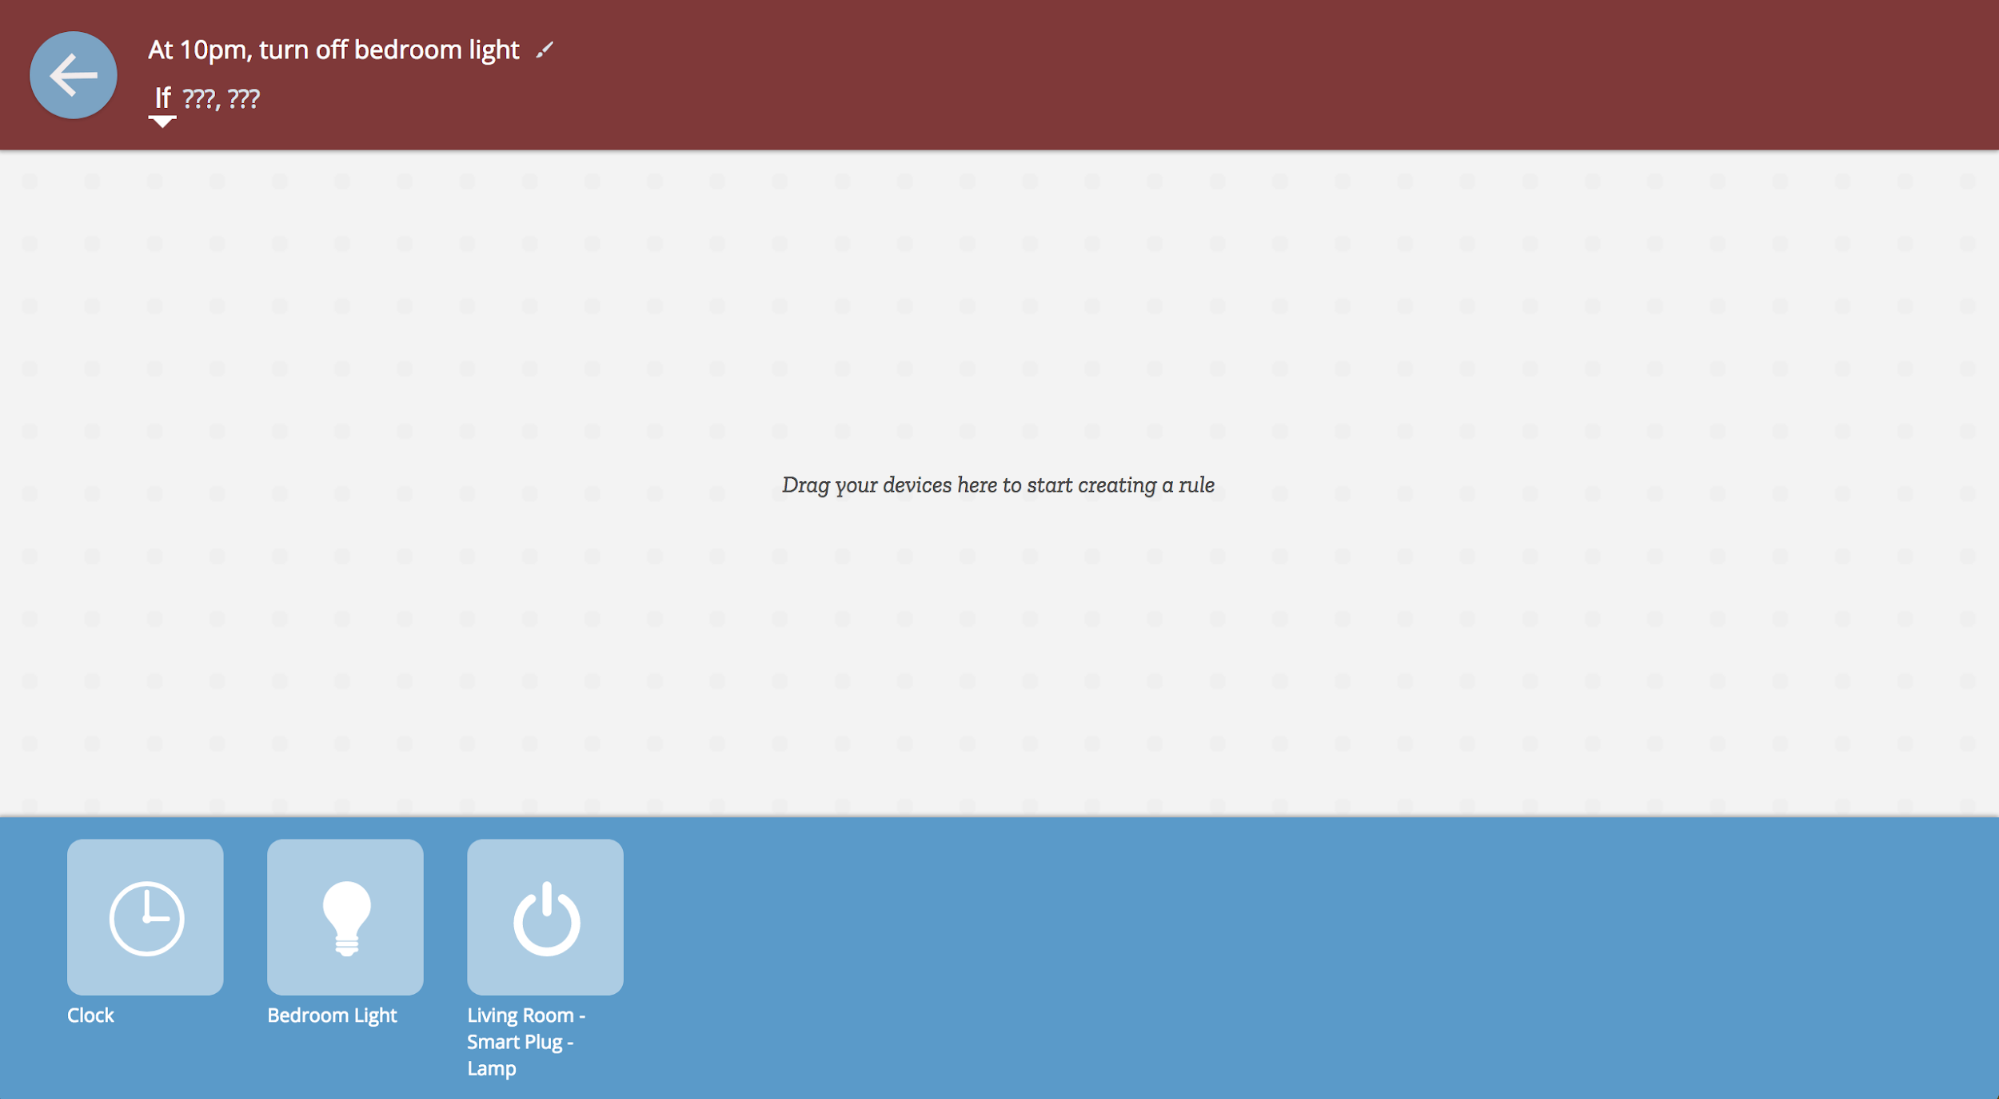 At 10pm, turn off bedroom light
If ???, ???
Drag your devices here to start creating a rule
Clock
Bedroom Light
Living Room -
Smart Plug -
Lamp